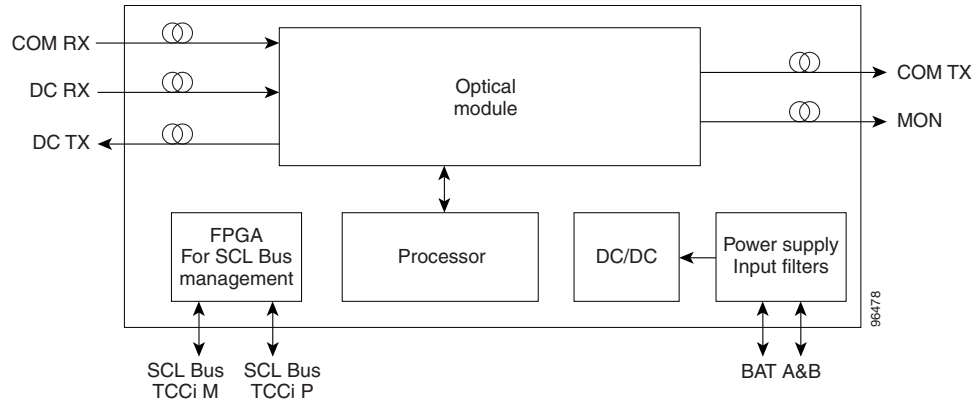 COM RX
DC RX
DC TX
Optical
module
COM TX
MON
FPGA
For SCL Bus
management
Processor
DC/DC
Power supply
Input filters
96478
SCL Bus
TCCi M
SCL Bus
TCCi P
BAT A&B